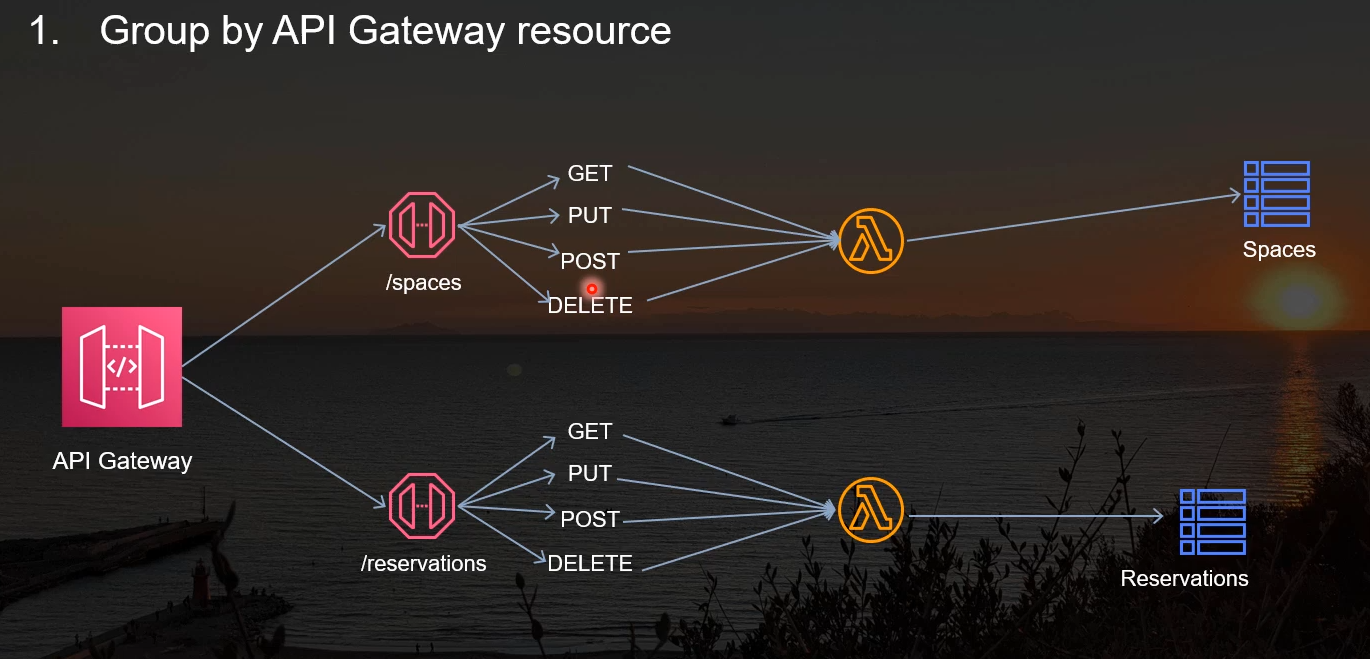 1. Group by API Gateway resource
GET
PUT
POST
DELETE
/spaces
Spaces
</>
API Gateway
GET
PUT
POST
DELETE
/reservations
Reservations